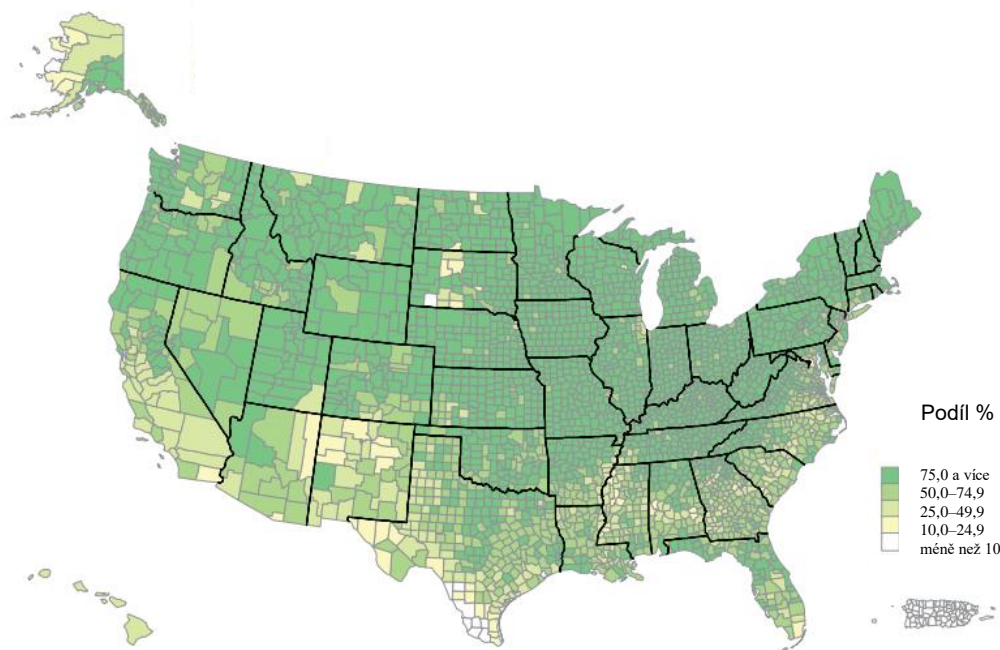 Podíl %
75,0 a více
50,0–74,9
25,0–49,9
10,0–24,9
méně než 10